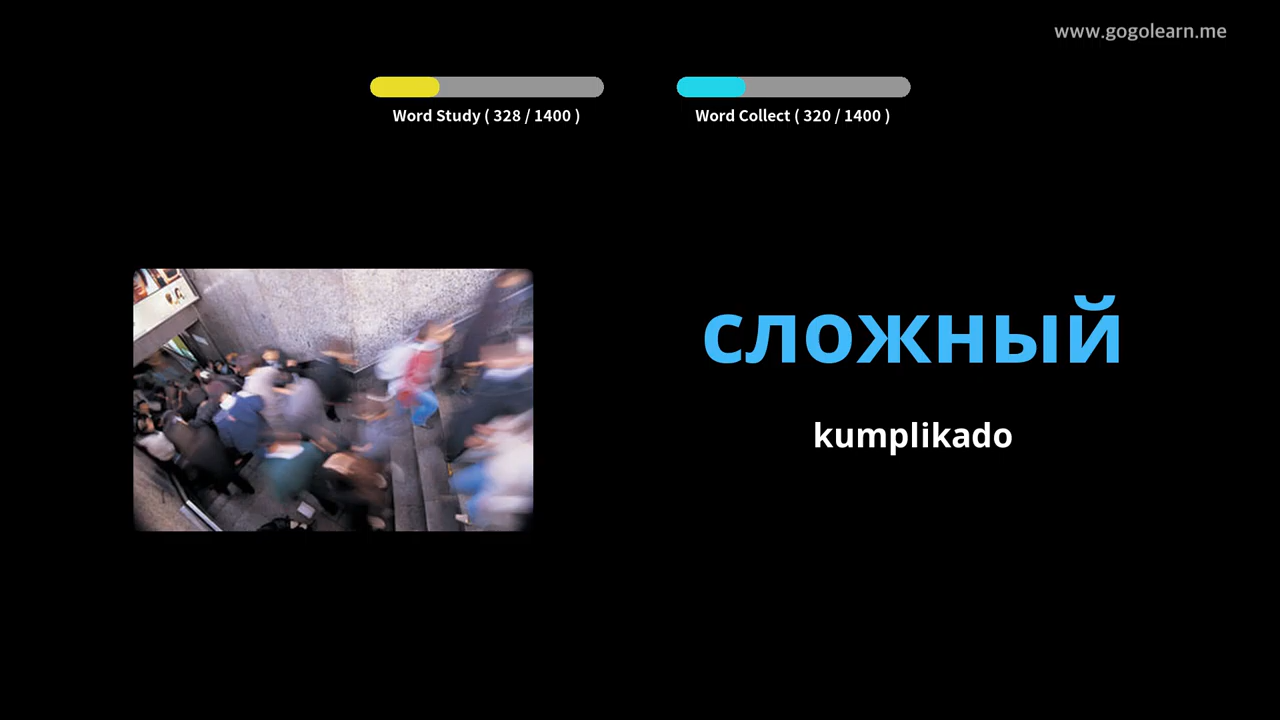 www.gogolearn.me
Word Study ( 328 / 1400 )
Word Collect ( 320 / 1400 )
сложный
kumplikado